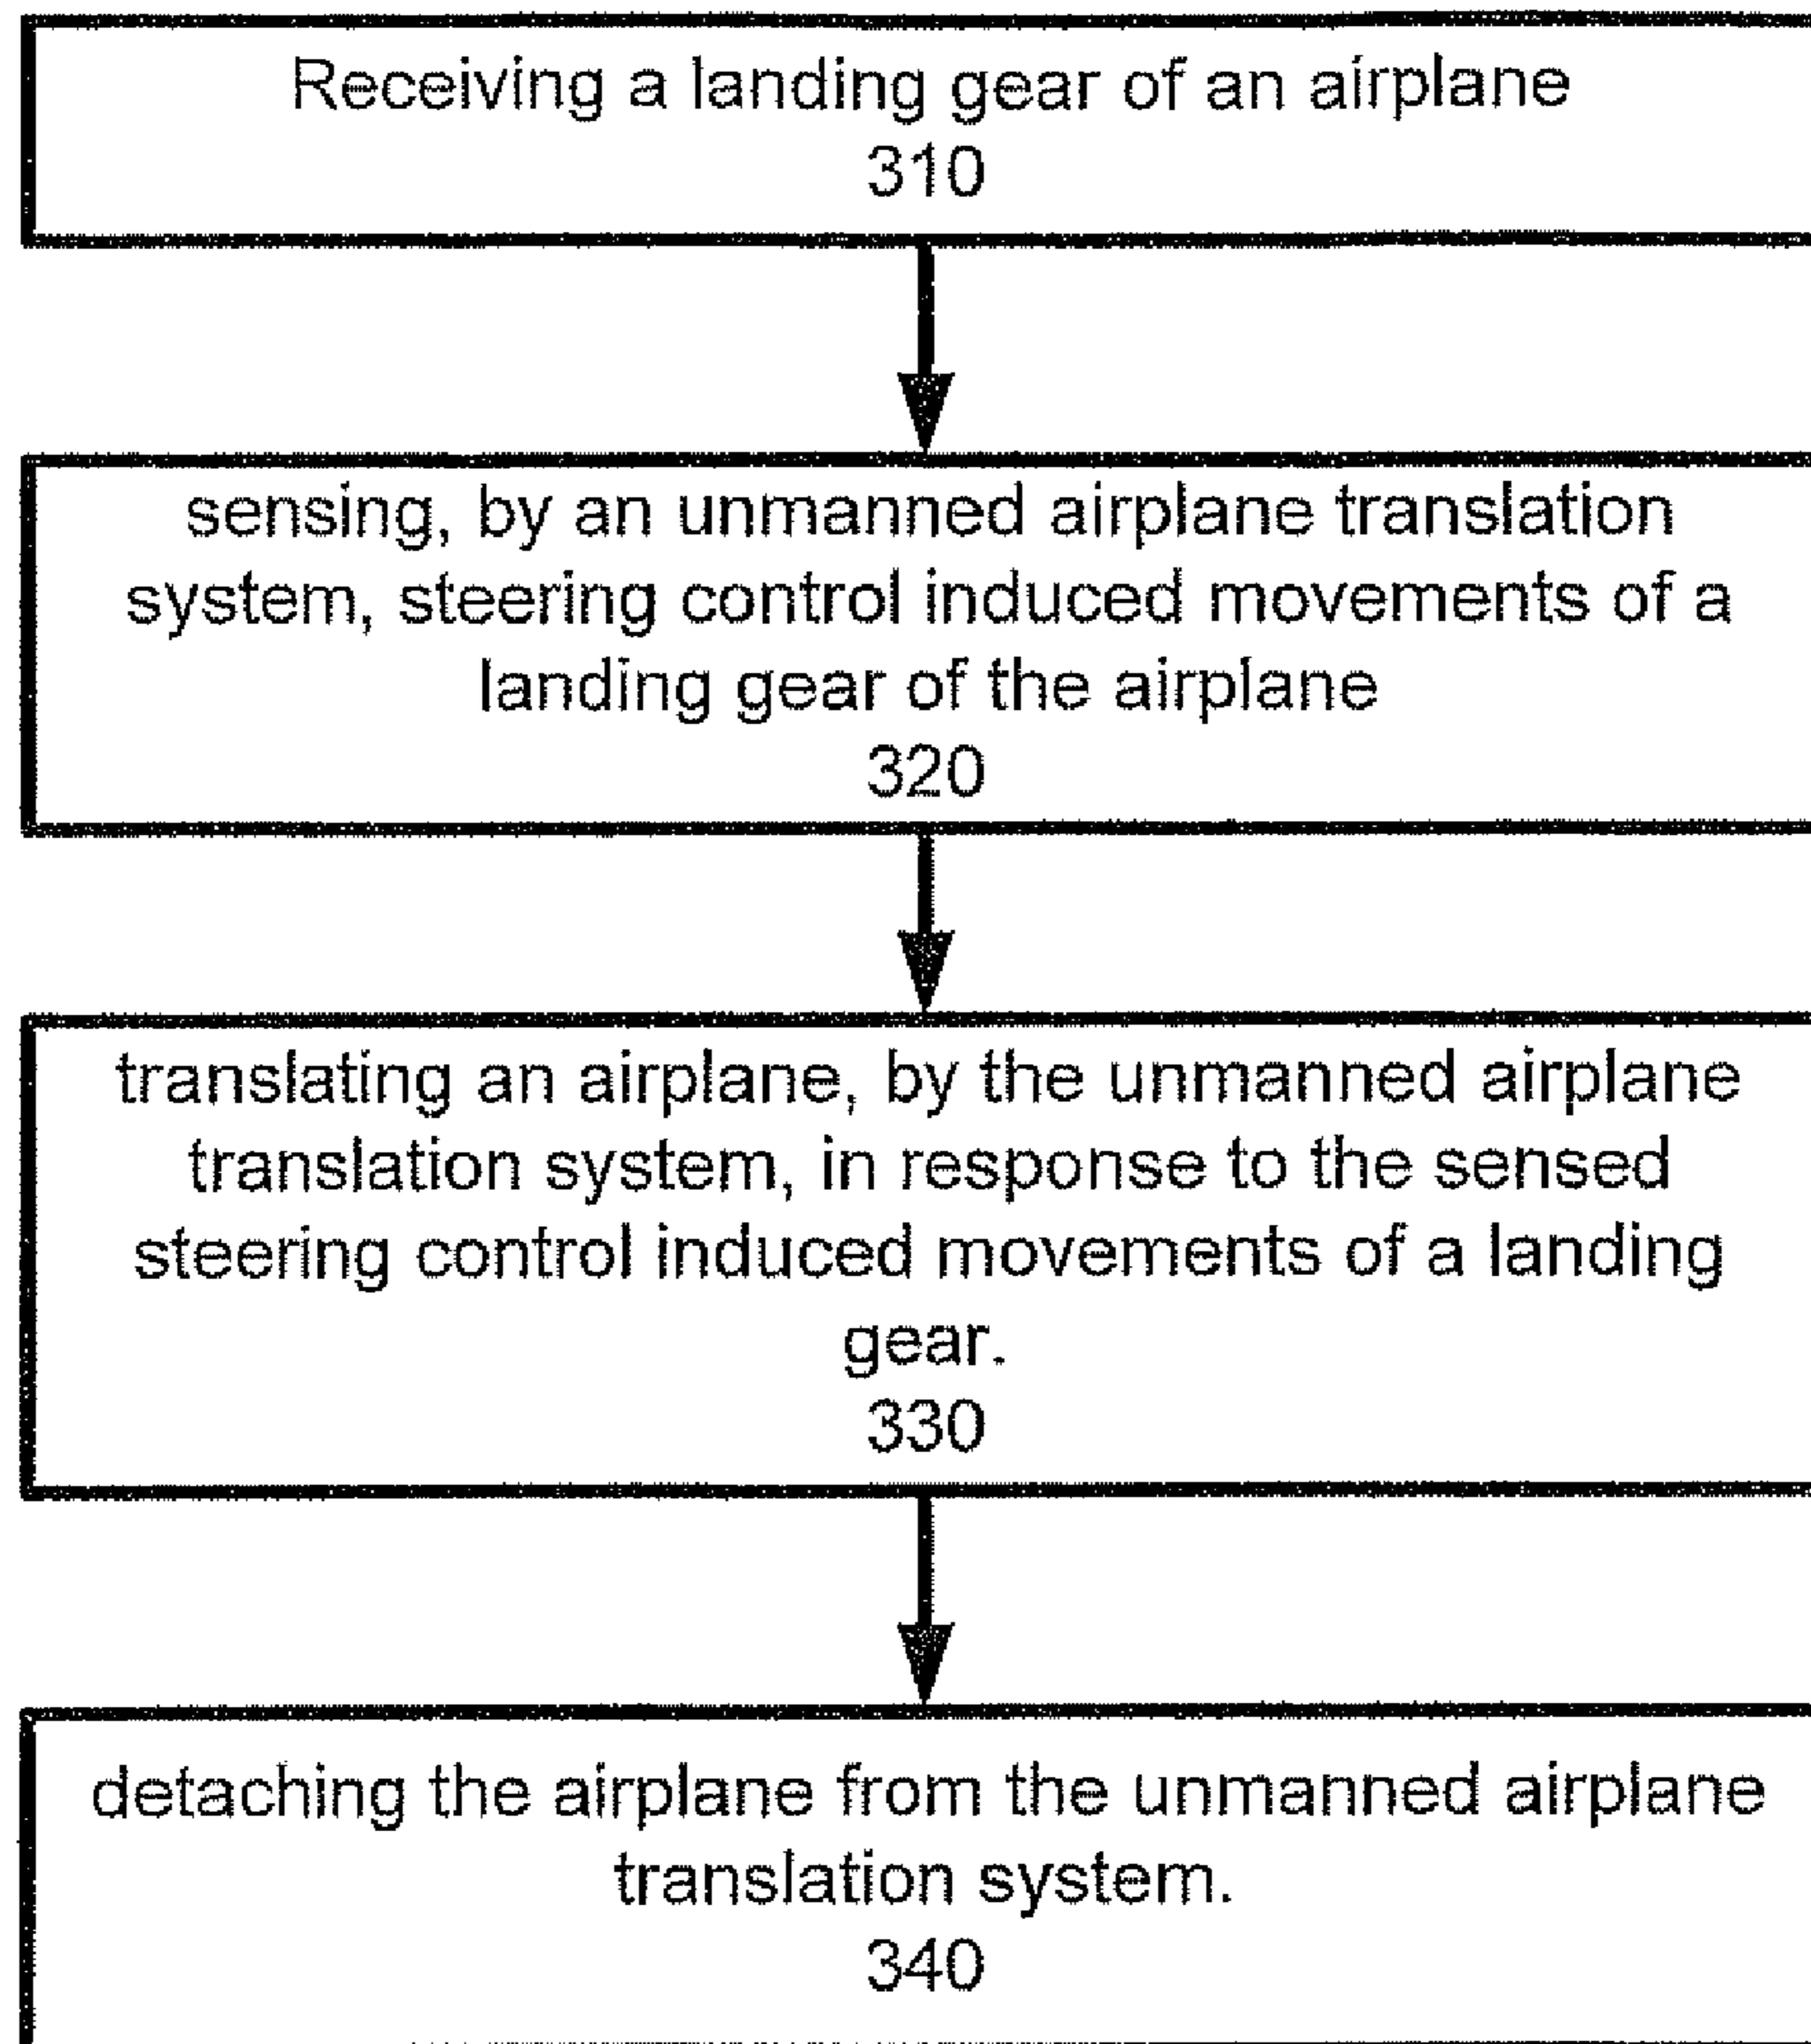 Receiving a landing gear of an airplane
310
sensing, by an unmanned airplane translation
system, steering control induced movements of a
landing gear of the airplane
320
translating an airplane, by the unmanned airplane
translation system, in response to the sensed
steering control induced movements of a landing
gear.
330
detaching the airplane from the unmanned airplane
translation system.
340